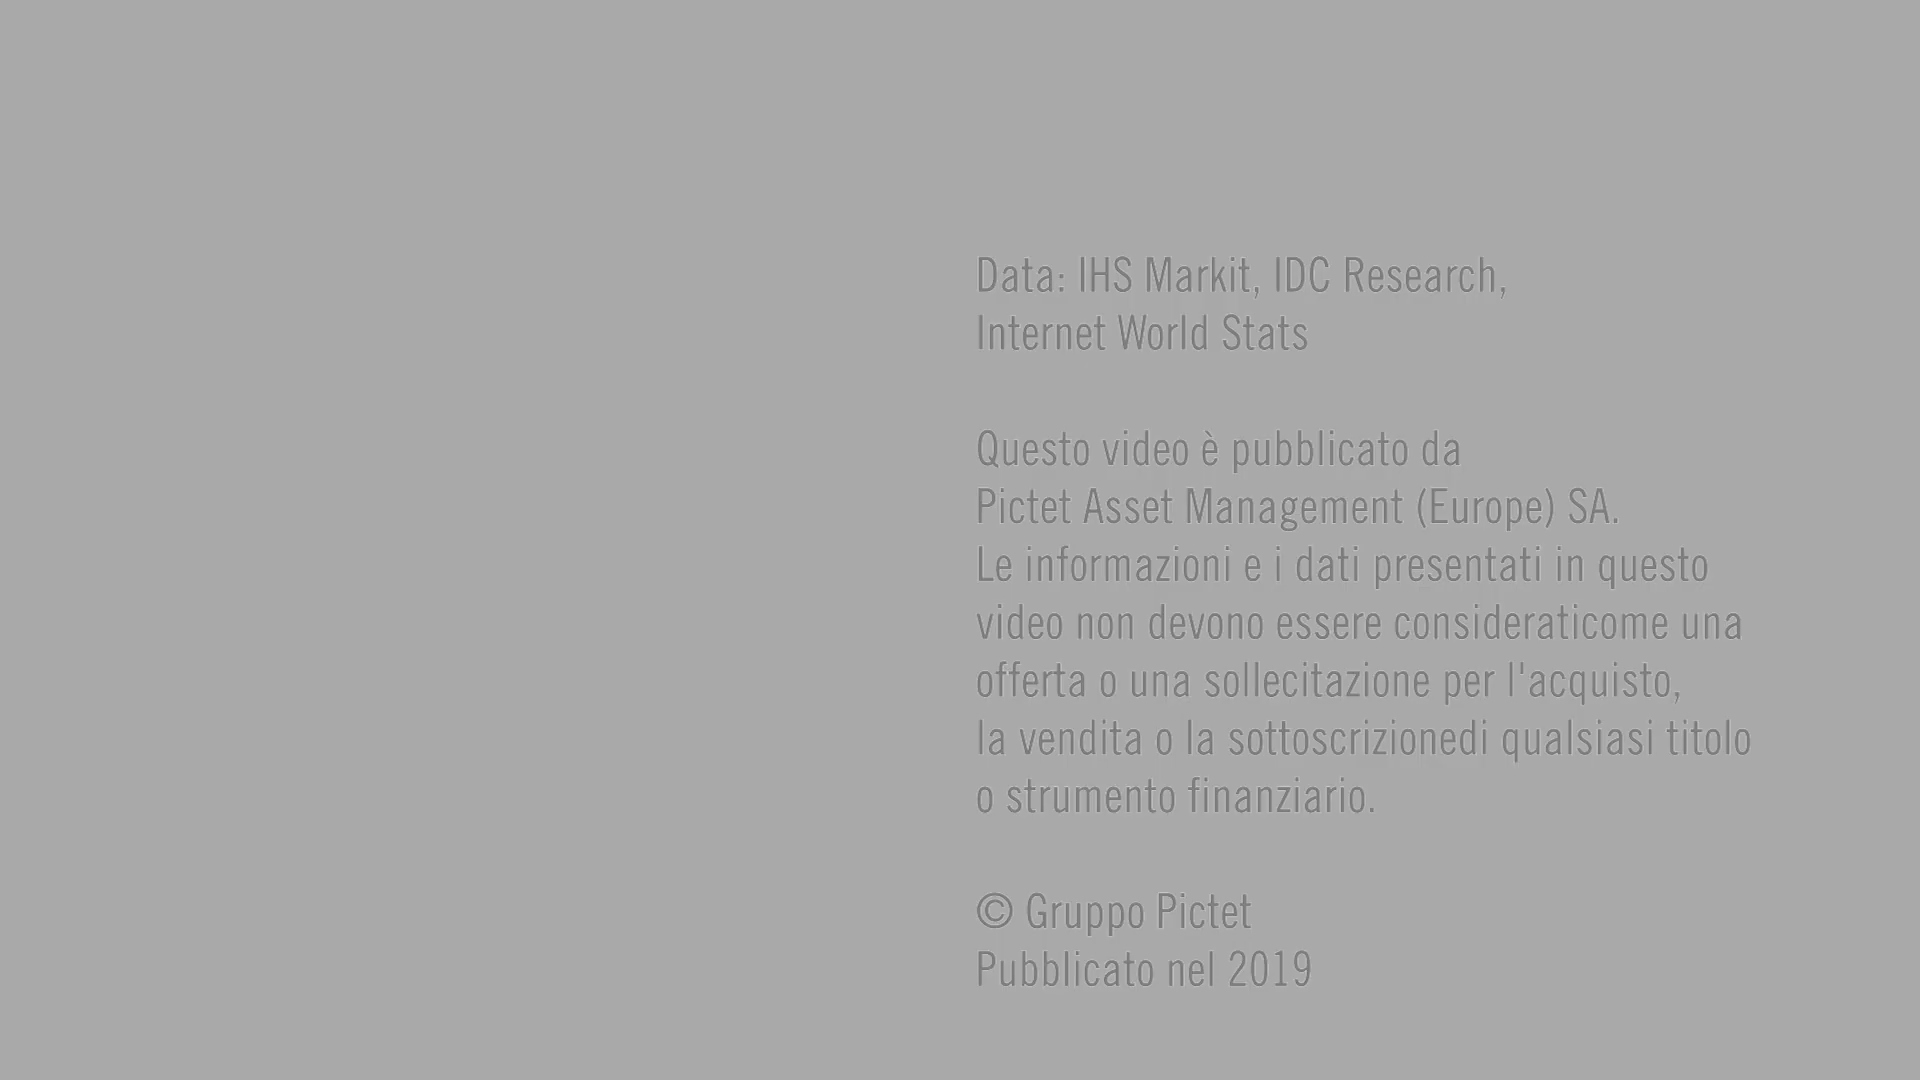 Data: IHS Markit, IDC Research,
Internet World Stats
Questo video è pubblicato da
Pictet Asset Management (Europe) SA.
Le informazioni e i dati presentati in questo
video non devono essere consideraticome una
offerta o una sollecitazione per l'acquisto,
la vendita o la sottoscrizionedi qualsiasi titolo
o strumento finanziario.
© Gruppo Pictet
Pubblicato nel 2019